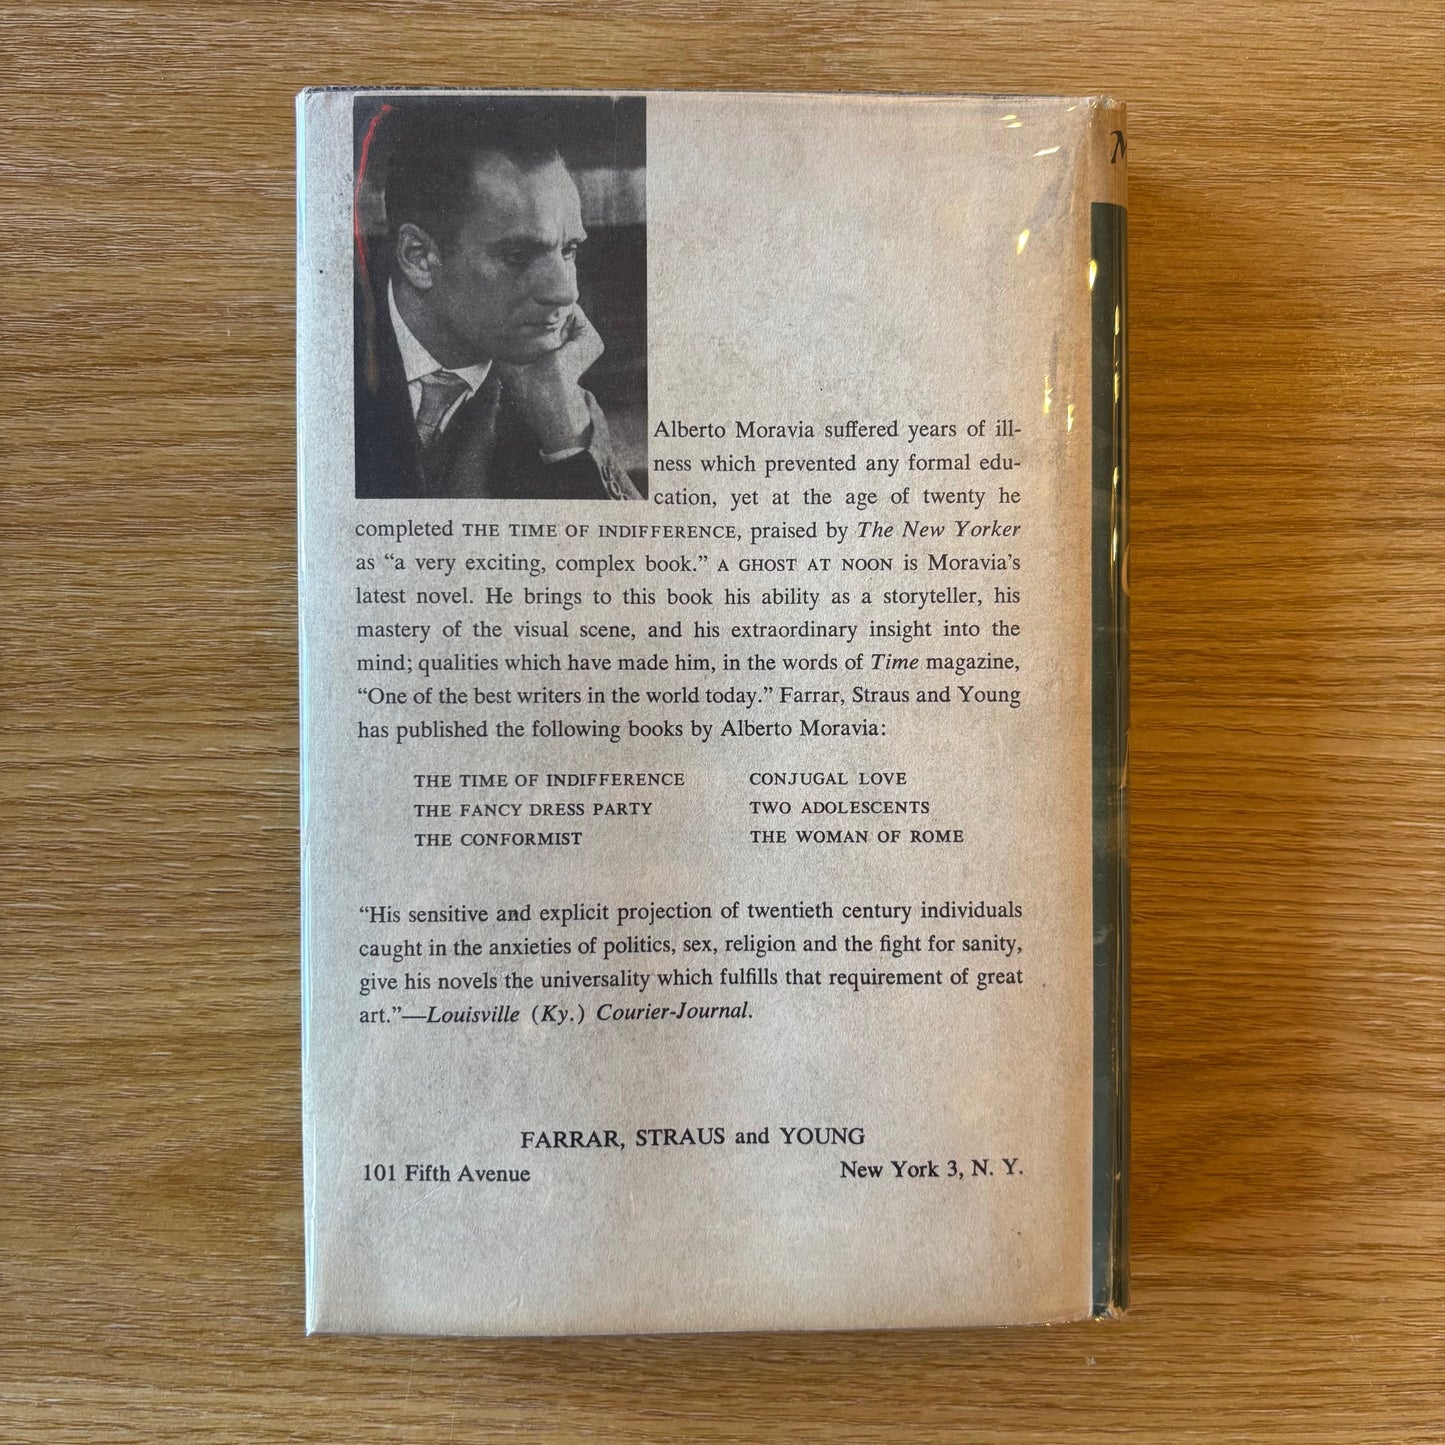 Alberto Moravia suffered years of ill-
ness which prevented any formal edu-
cation, yet at the age of twenty he
completed THE TIME OF INDIFFERENCE, praised by The New Yorker
as “a very exciting, complex book.” A GHOST AT NOON is Moravia’s
latest novel. He brings to this book his ability as a storyteller, his
mastery of the visual scene, and his extraordinary insight into the
mind; qualities which have made him, in the words of Time magazine,
“One of the best writers in the world today.” Farrar, Straus and Young
has published the following books by Alberto Moravia:
THE TIME OF INDIFFERENCE
THE FANCY DRESS PARTY
THE CONFORMIST
CONJUGAL LOVE
TWO ADOLESCENTS
THE WOMAN OF ROME
“His sensitive and explicit projection of twentieth century individuals
caught in the anxieties of politics, sex, religion and the fight for sanity,
give his novels the universality which fulfills that requirement of great
art.”—Louisville (Ky.) Courier-Journal.
FARRAR, STRAUS and YOUNG
101 Fifth Avenue
New York 3, N. Y.